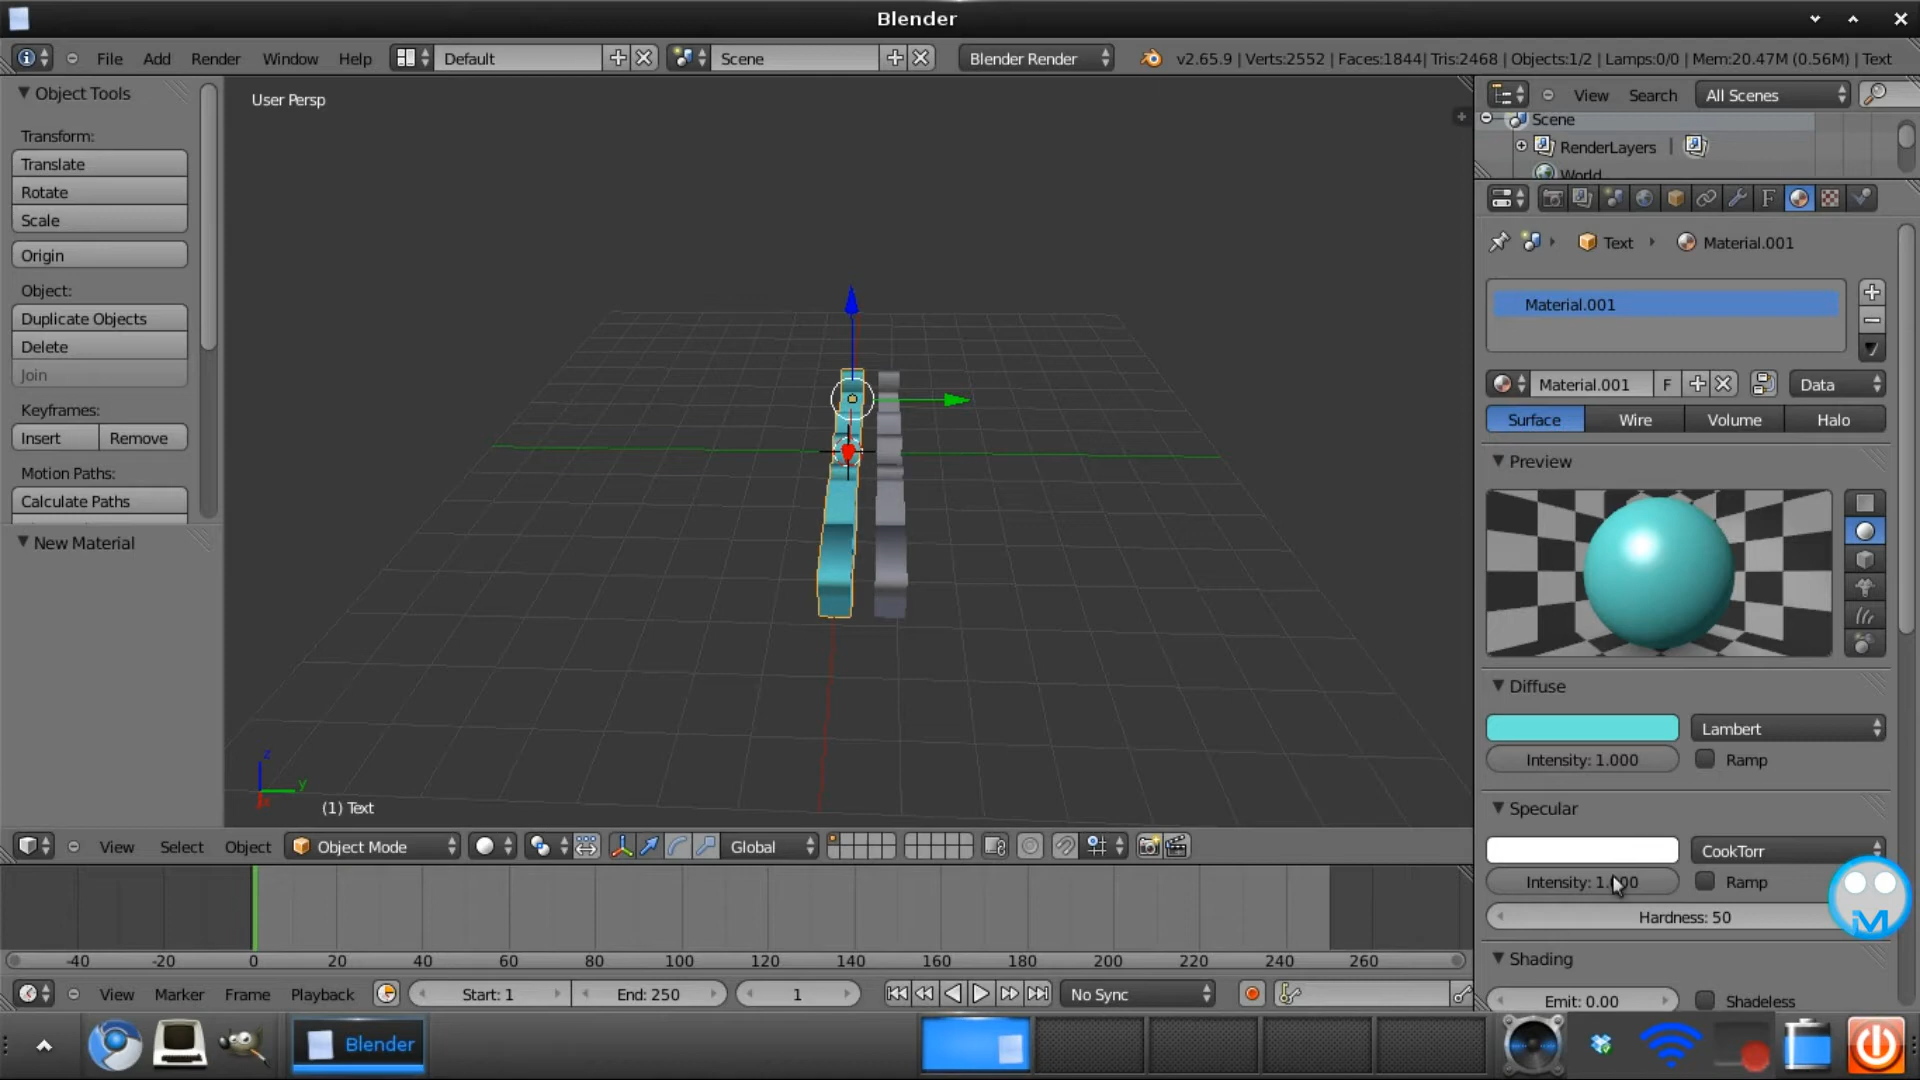 Blender
File Add Render Window Help Default Scene Blender Render v2.65.9 | Verts:2552 | Faces:1844| Tris:2468 | Objects:1/2 | Lamps:0/0 | Mem:20.47M (0.56M) | Text
Object Tools
Transform:
Translate
Rotate
Scale
Origin
Object:
Duplicate Objects
Delete
Join
Keyframes:
Insert Remove
Motion Paths:
Calculate Paths
New Material
User Persp
z
y
x
(1) Text
View Select Object Object Mode Global
-40 -20 0 20 40 60 80 100 120 140 160 180 200 220 240 260
View Marker Frame Playback Start: 1 End: 250 1 No Sync
View Search All Scenes
Scene
RenderLayers |
World
F
Text Material.001
Material.001
Material.001 F Data
Surface Wire Volume Halo
Preview
Diffuse
Lambert
Intensity: 1.000 Ramp
Specular
CookTorr
Intensity: 1.000 Ramp
Hardness: 50
iM
Shading
Emit: 0.00 Shadeless
Blender